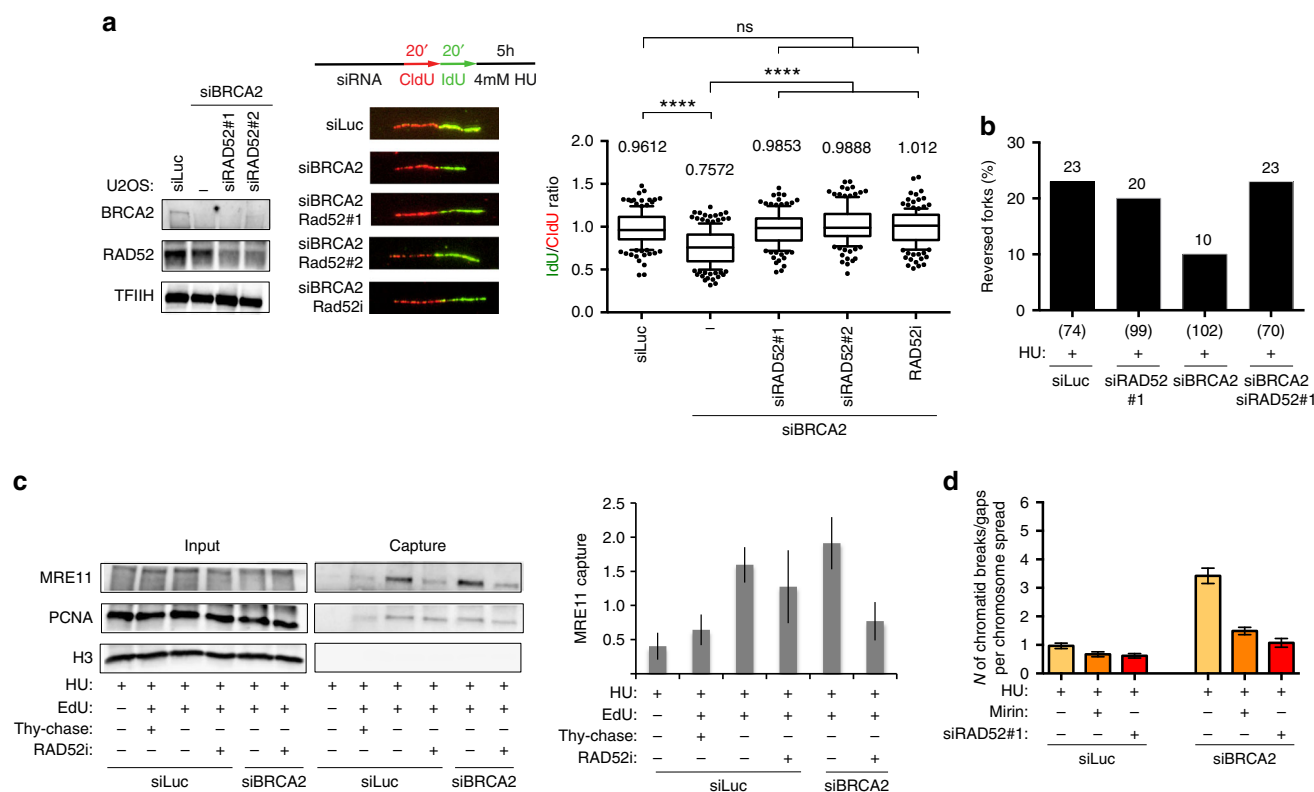 a
20′ 20′ 5h
siRNA CldU IdU 4mM HU
siBRCA2
U2OS:
siLuc
–
siRAD52#1
siRAD52#2
BRCA2
RAD52
TFIIH
siLuc
siBRCA2
siBRCA2
Rad52#1
siBRCA2
Rad52#2
siBRCA2
Rad52i
ns
****
****
IdU/CldU ratio
2.0
1.5
1.0
0.5
0.0
0.9612
0.7572
0.9853
0.9888
1.012
siLuc
–
siRAD52#1
siRAD52#2
RAD52i
siBRCA2
b
Reversed forks (%)
30
20
10
0
23
20
10
23
(74) (99) (102) (70)
HU: + + + +
siLuc
siRAD52
#1
siBRCA2
siBRCA2
siRAD52#1
c
Input Capture
MRE11
PCNA
H3
HU: + + + + + + + + + + + +
EdU: – + + + + + – + + + + +
Thy-chase: – + – – – – – + – – – –
RAD52i: – – – + – + – – – + – +
siLuc siBRCA2 siLuc siBRCA2
MRE11 capture
2.5
2.0
1.5
1.0
0.5
HU: + + + + + +
EdU: – + + + + +
Thy-chase: – + – – – –
RAD52i: – – – + – +
siLuc siBRCA2
d
N of chromatid breaks/gaps
per chromosome spread
6
5
4
3
2
1
0
HU: + + + + + +
Mirin: – + – – + –
siRAD52#1: – – + – – +
siLuc siBRCA2